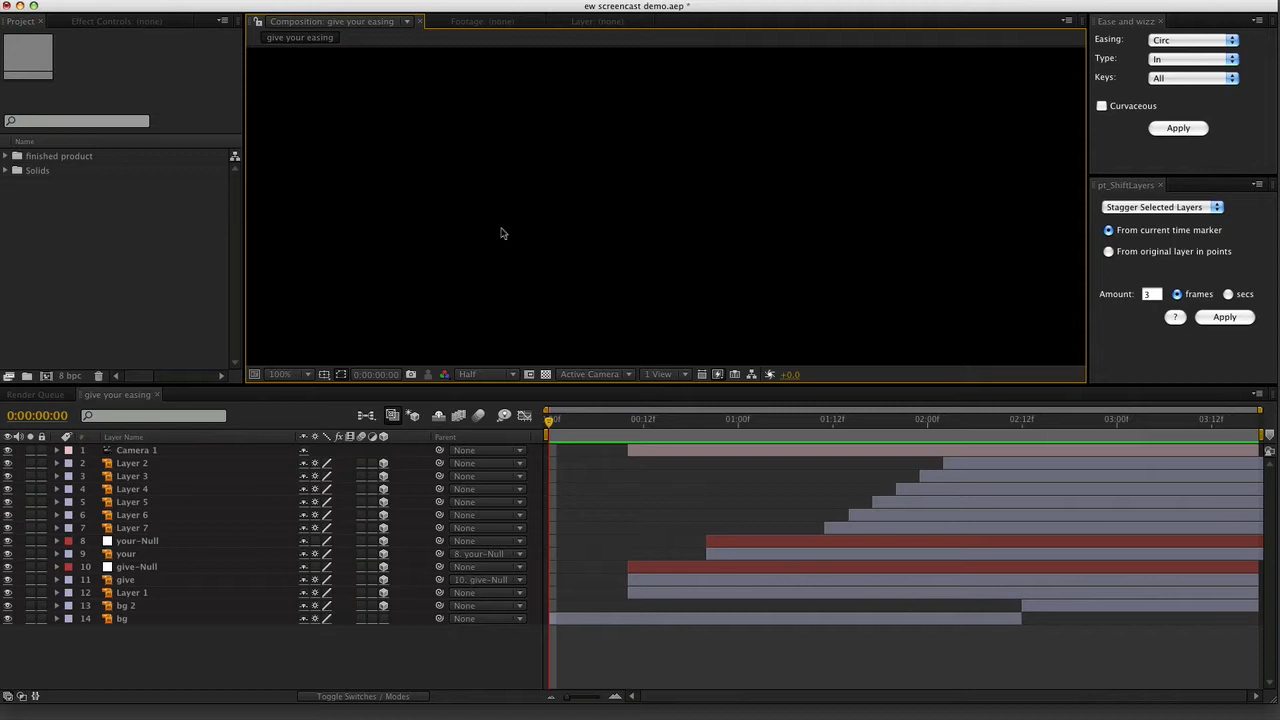 ew screencast demo.aep *
Project × Effect Controls: (none)
Composition: give your easing ×
Footage: (none)
Layer: (none)
give your easing
Name
finished product
Solids
8 bpc
100%
0:00:00:00
Half
Active Camera
1 View
+0.0
Ease and wizz ×
Easing: Circ
Type: In
Keys: All
Curvaceous
Apply
pt_ShiftLayers ×
Stagger Selected Layers
From current time marker
From original layer in points
Amount: 3 frames secs
? Apply
Render Queue give your easing ×
0:00:00:00
00:12f 01:00f 01:12f 02:00f 02:12f 03:00f 03:12f
# Layer Name fx Parent
1 Camera 1 None
2 Layer 2 None
3 Layer 3 None
4 Layer 4 None
5 Layer 5 None
6 Layer 6 None
7 Layer 7 None
8 your-Null None
9 your 8. your-Null
10 give-Null None
11 give 10. give-Null
12 Layer 1 None
13 bg 2 None
14 bg None
Toggle Switches / Modes